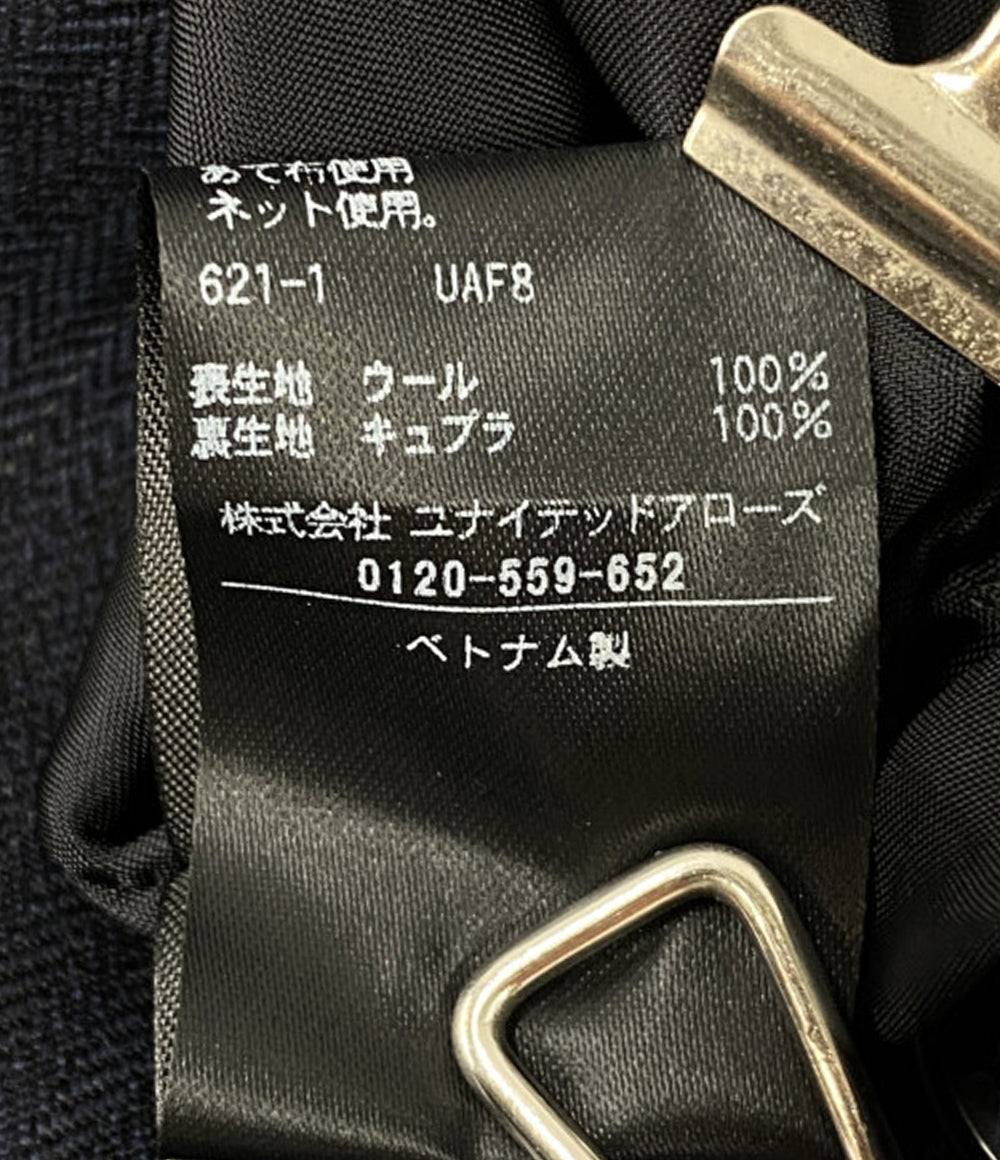 あて布使用
ネット使用。
621-1 UAF8
表生地 ウール 100%
裏生地 キュプラ 100%
株式会社 ユナイテッドアローズ
0120-559-652
ベトナム製